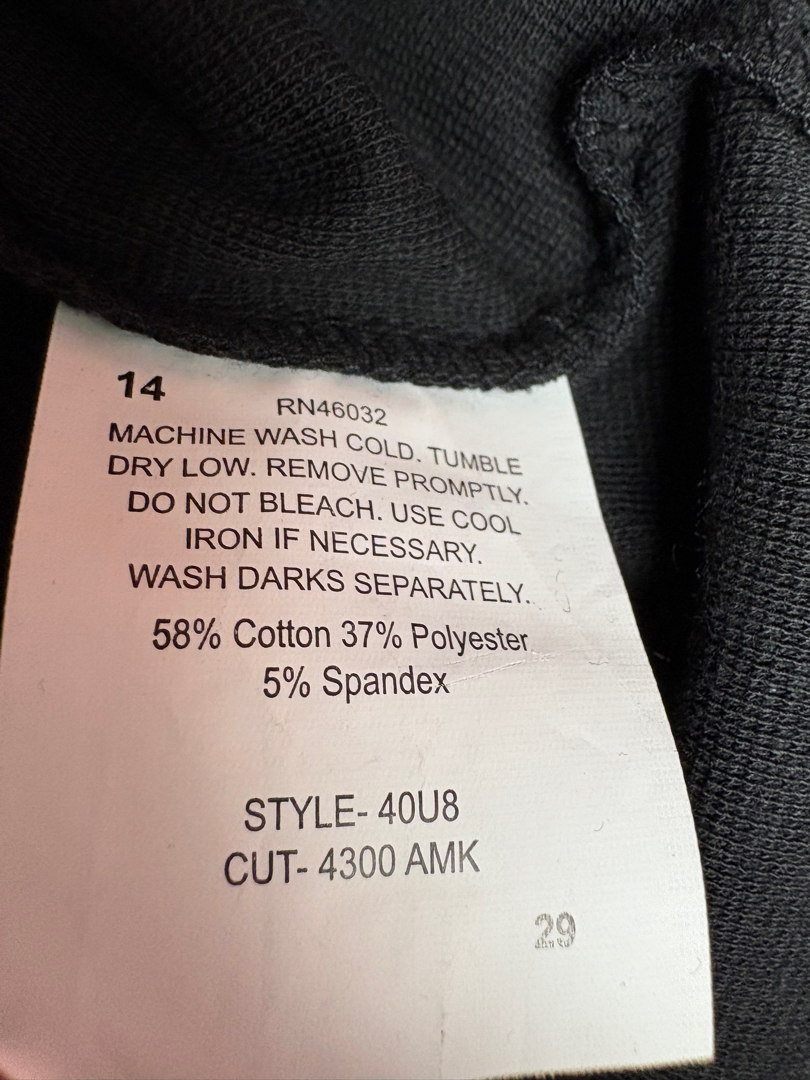 14
RN46032
MACHINE WASH COLD. TUMBLE
DRY LOW. REMOVE PROMPTLY.
DO NOT BLEACH. USE COOL
IRON IF NECESSARY.
WASH DARKS SEPARATELY.
58% Cotton 37% Polyester
5% Spandex
STYLE- 40U8
CUT- 4300 AMK
29